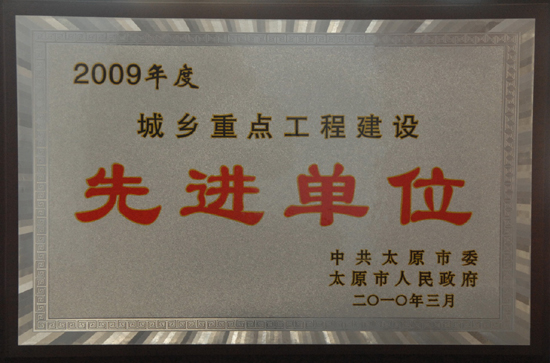 2009年度
城乡重点工程建设
先进单位
中共太原市委
太原市人民政府
二〇一〇年三月